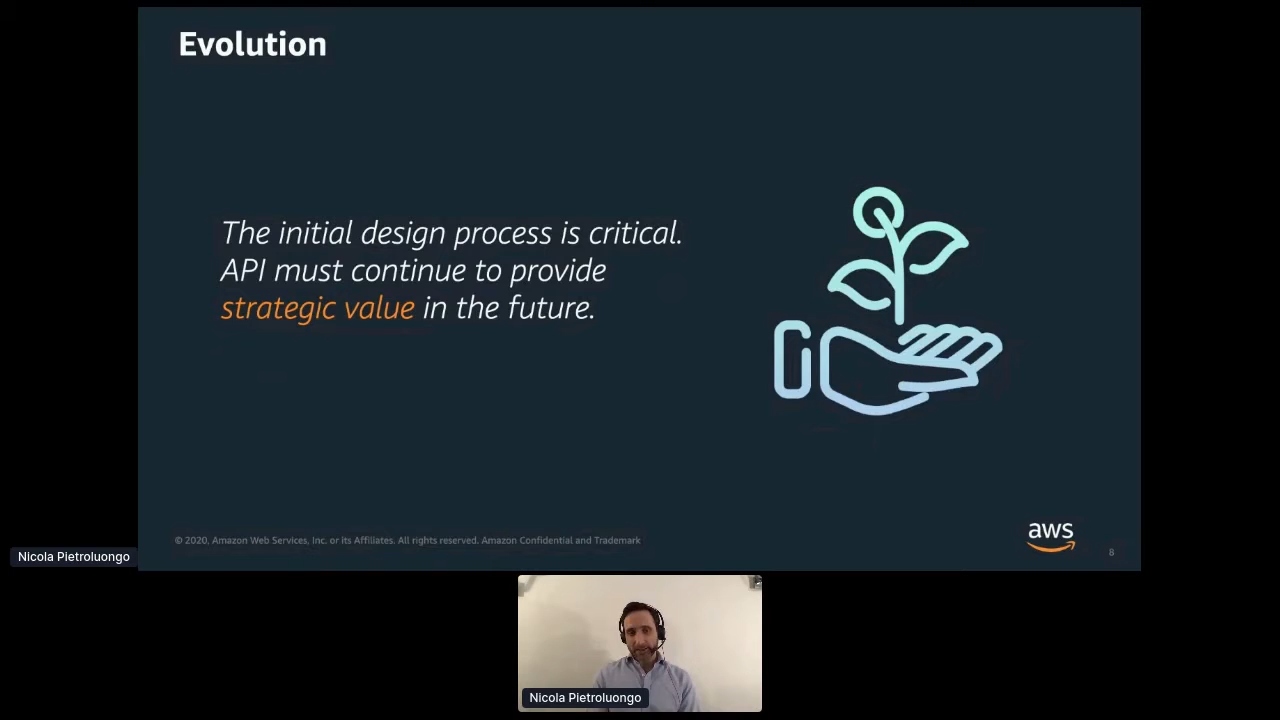 Evolution
The initial design process is critical.
API must continue to provide
strategic value in the future.
© 2020, Amazon Web Services, Inc. or its Affiliates. All rights reserved. Amazon Confidential and Trademark
aws
8
Nicola Pietroluongo
Nicola Pietroluongo